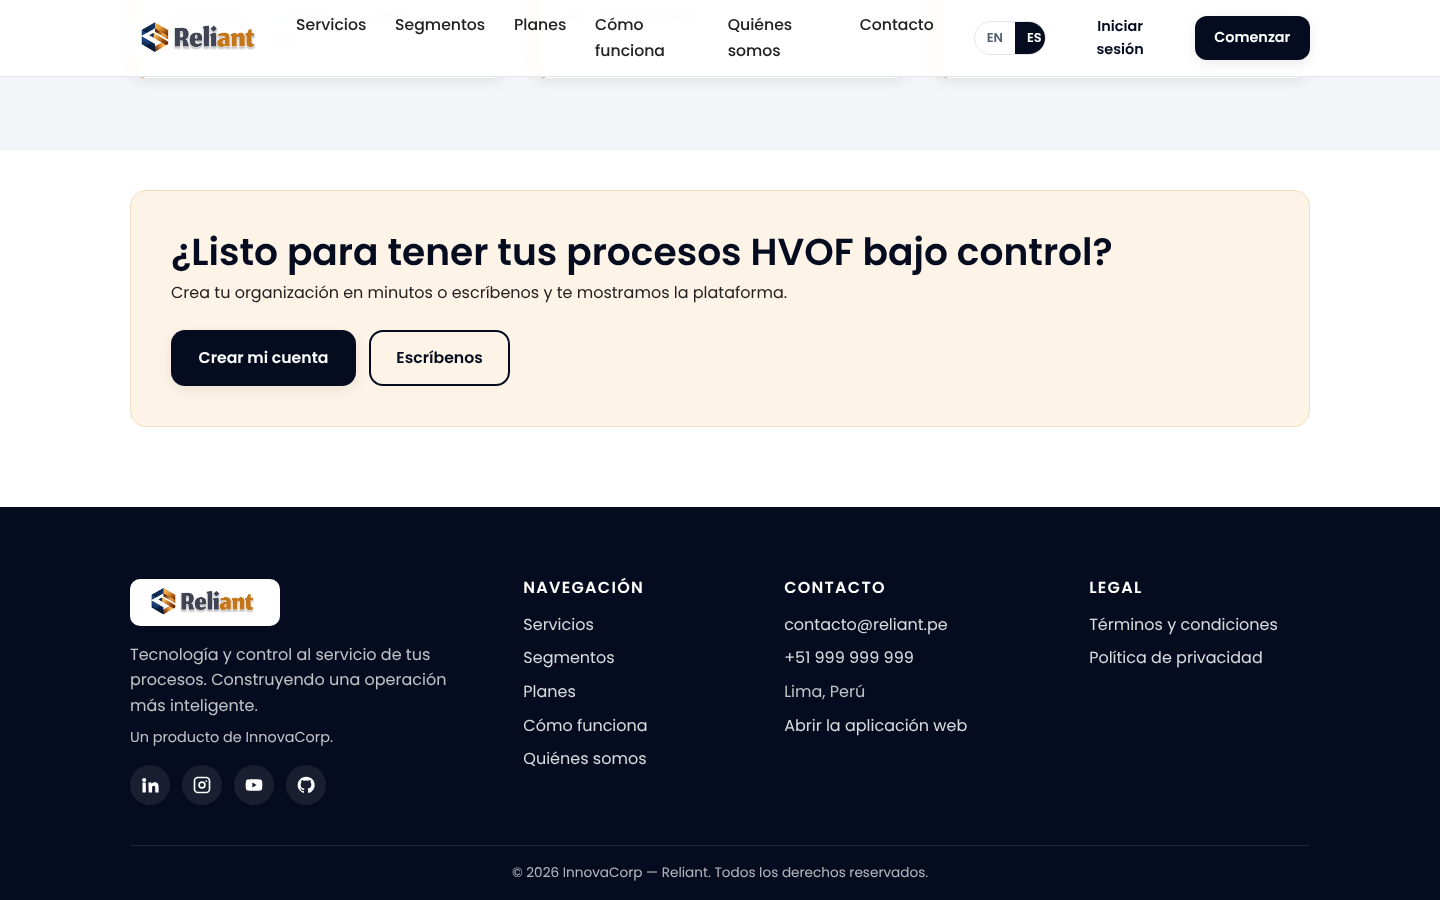 Reliant
Servicios
Segmentos
Planes
Cómo
funciona
Quiénes
somos
Contacto
EN
ES
Iniciar
sesión
Comenzar
¿Listo para tener tus procesos HVOF bajo control?
Crea tu organización en minutos o escríbenos y te mostramos la plataforma.
Crear mi cuenta
Escríbenos
Reliant
Tecnología y control al servicio de tus
procesos. Construyendo una operación
más inteligente.
Un producto de InnovaCorp.
NAVEGACIÓN
Servicios
Segmentos
Planes
Cómo funciona
Quiénes somos
CONTACTO
contacto@reliant.pe
+51 999 999 999
Lima, Perú
Abrir la aplicación web
LEGAL
Términos y condiciones
Política de privacidad
© 2026 InnovaCorp — Reliant. Todos los derechos reservados.